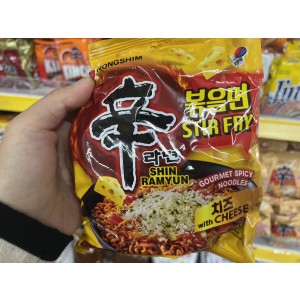 NONGSHIM
볶음면
STIR FRY
辛
라면
SHIN
RAMYUN
GOURMET SPICY
NOODLES
치즈
with CHEESE